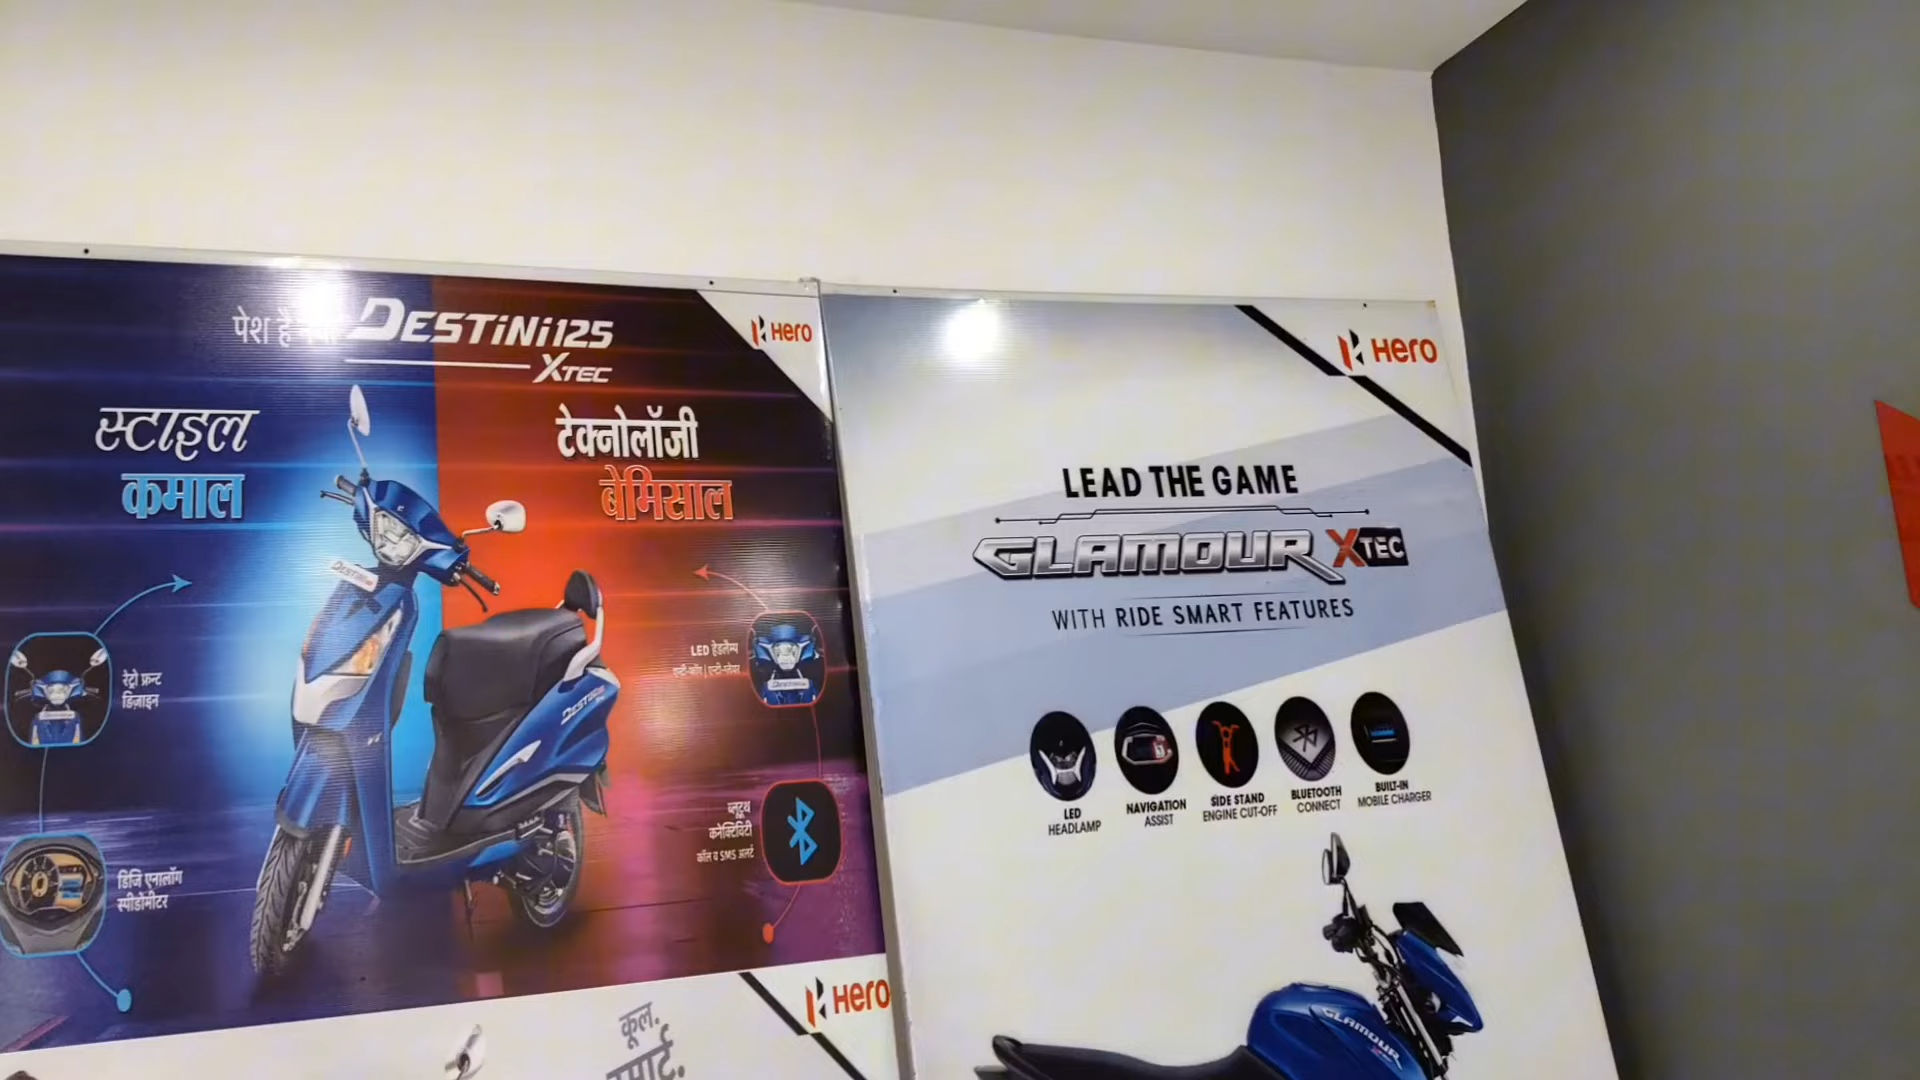 पेश है
DESTINI 125
XTEC
Hero
स्टाइल
कमाल
टेक्नोलॉजी
बेमिसाल
DESTINI
रेट्रो फ्रन्ट
डिज़ाइन
डिजि एनालॉग
स्पीडोमीटर
LED हेडलैम्प
DESTINI
ब्लूटूथ
कनेक्टिविटी
कॉल व SMS अलर्ट
Hero
कूल.
स्मार्ट.
Hero
LEAD THE GAME
GLAMOUR XTEC
WITH RIDE SMART FEATURES
LED
HEADLAMP
NAVIGATION
ASSIST
SIDE STAND
ENGINE CUT-OFF
BLUETOOTH
CONNECT
BUILT-IN
MOBILE CHARGER
GLAMOUR